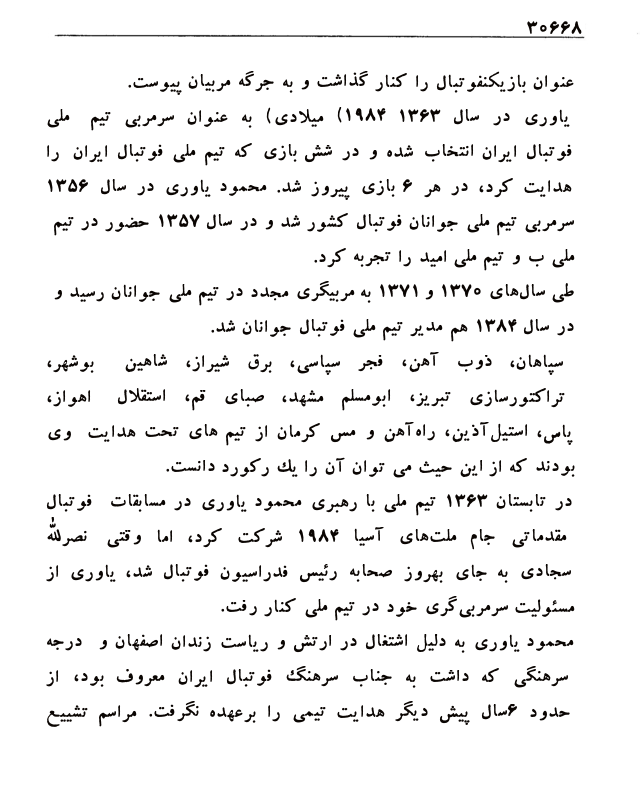 ۳۰۶۶۸
عنوان بازیکنفوتبال را کنار گذاشت و به جرگه مربیان پیوست.
یاوری در سال ۱۳۶۳ ۱۹۸۴) میلادی) به عنوان سرمربی تیم ملی
فوتبال ایران انتخاب شده و در شش بازی که تیم ملی فوتبال ایران را
هدایت کرد، در هر ۶ بازی پیروز شد. محمود یاوری در سال ۱۳۵۶
سرمربی تیم ملی جوانان فوتبال کشور شد و در سال ۱۳۵۷ حضور در تیم
ملی ب و تیم ملی امید را تجربه کرد.
طی سال‌های ۱۳۷۰ و ۱۳۷۱ به مربیگری مجدد در تیم ملی جوانان رسید و
در سال ۱۳۸۴ هم مدیر تیم ملی فوتبال جوانان شد.
سپاهان، ذوب آهن، فجر سپاسی، برق شیراز، شاهین بوشهر،
تراکتورسازی تبریز، ابومسلم مشهد، صبای قم، استقلال اهواز،
پاس، استیل‌آذین، راه‌آهن و مس کرمان از تیم های تحت هدایت وی
بودند که از این حیث می توان آن را یك رکورد دانست.
در تابستان ۱۳۶۳ تیم ملی با رهبری محمود یاوری در مسابقات فوتبال
مقدماتی جام ملت‌های آسیا ۱۹۸۴ شرکت کرد، اما وقتی نصرالله
سجادی به جای بهروز صحابه رئیس فدراسیون فوتبال شد، یاوری از
مسئولیت سرمربی‌گری خود در تیم ملی کنار رفت.
محمود یاوری به دلیل اشتغال در ارتش و ریاست زندان اصفهان و درجه
سرهنگی که داشت به جناب سرهنگ فوتبال ایران معروف بود، از
حدود ۶سال پیش دیگر هدایت تیمی را برعهده نگرفت. مراسم تشییع